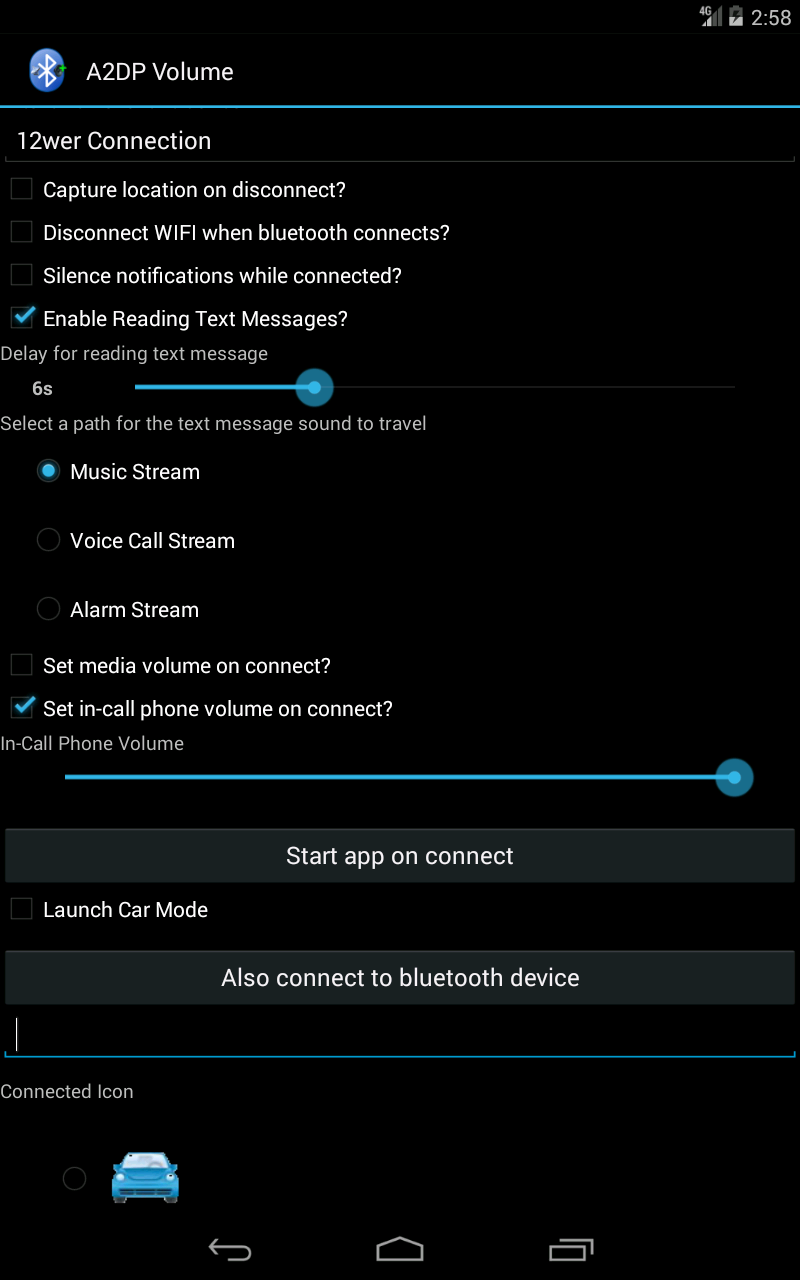 4G 2:58
A2DP Volume
12wer Connection
Capture location on disconnect?
Disconnect WIFI when bluetooth connects?
Silence notifications while connected?
Enable Reading Text Messages?
Delay for reading text message
6s
Select a path for the text message sound to travel
Music Stream
Voice Call Stream
Alarm Stream
Set media volume on connect?
Set in-call phone volume on connect?
In-Call Phone Volume
Start app on connect
Launch Car Mode
Also connect to bluetooth device
Connected Icon